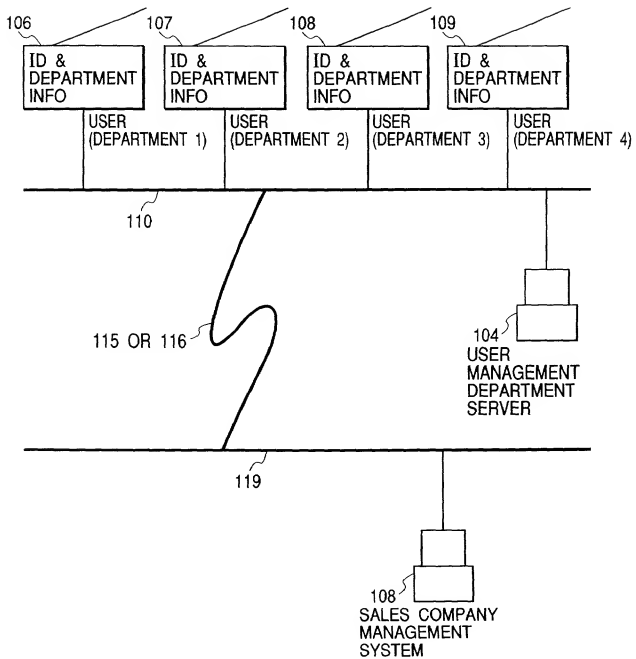 106
107
108
109
ID &
DEPARTMENT
INFO
ID &
DEPARTMENT
INFO
ID &
DEPARTMENT
INFO
ID &
DEPARTMENT
INFO
USER
(DEPARTMENT 1)
USER
(DEPARTMENT 2)
USER
(DEPARTMENT 3)
USER
(DEPARTMENT 4)
110
115 OR 116
104
USER
MANAGEMENT
DEPARTMENT
SERVER
119
108
SALES COMPANY
MANAGEMENT
SYSTEM